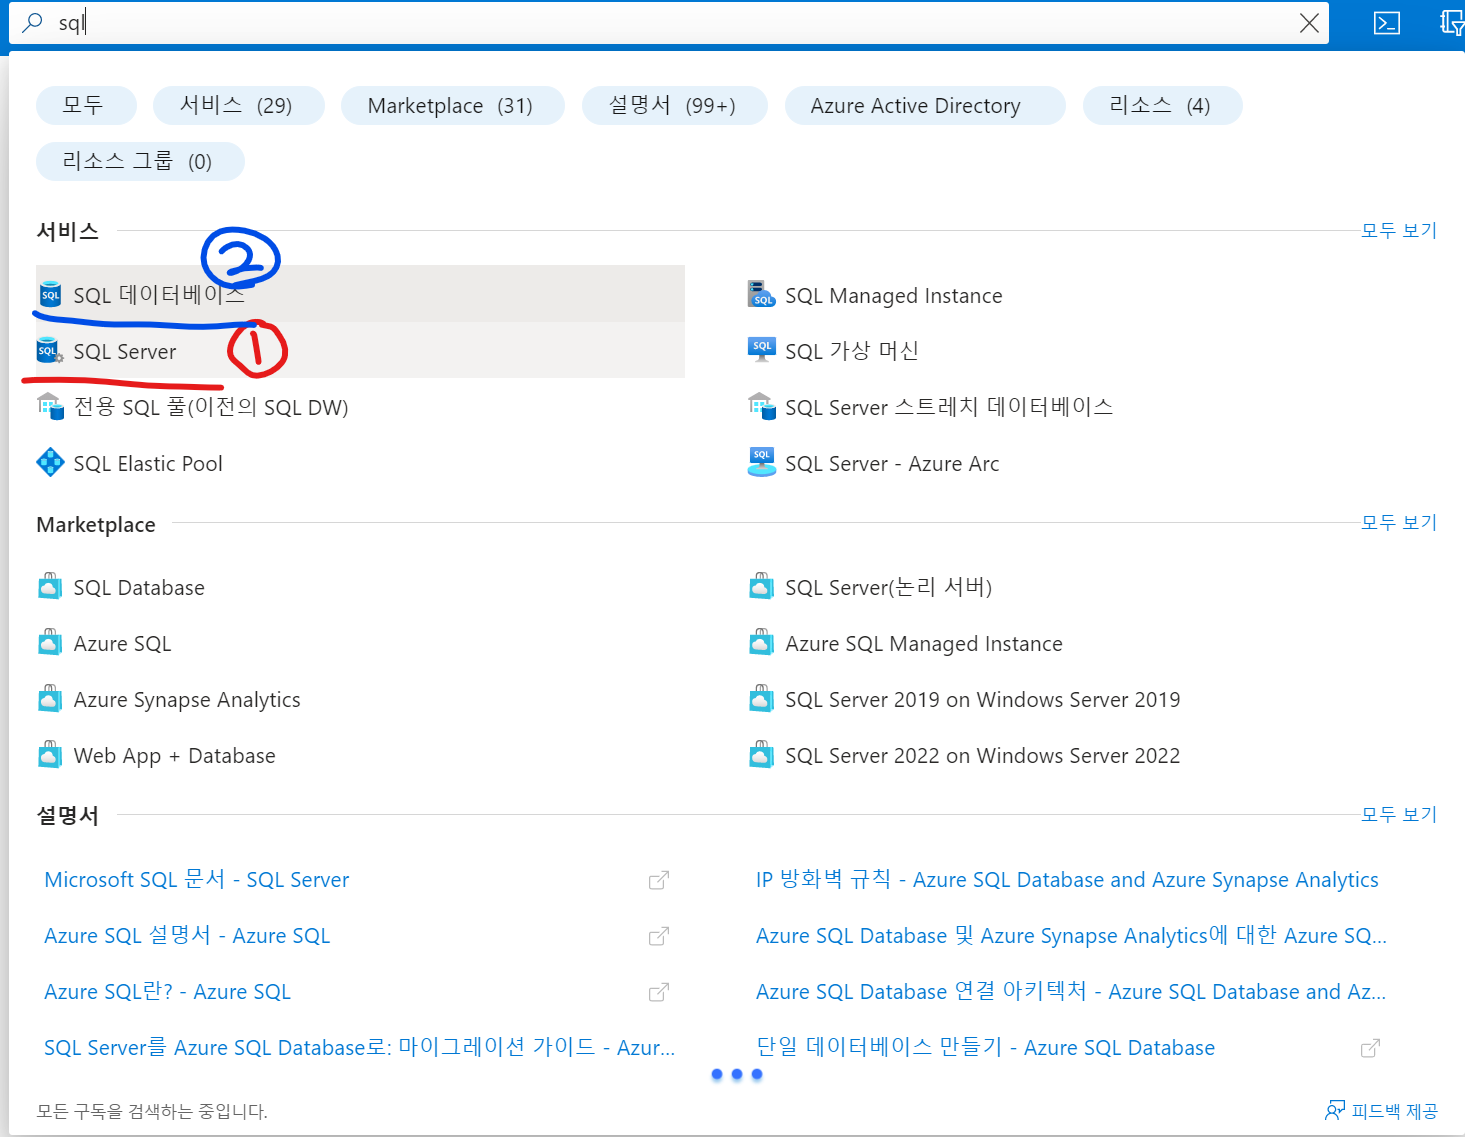 sql
모두
서비스 (29)
Marketplace (31)
설명서 (99+)
Azure Active Directory
리소스 (4)
리소스 그룹 (0)
서비스
모두 보기
②
SQL 데이터베이스
SQL Managed Instance
SQL Server
①
SQL 가상 머신
전용 SQL 풀(이전의 SQL DW)
SQL Server 스트레치 데이터베이스
SQL Elastic Pool
SQL Server - Azure Arc
Marketplace
모두 보기
SQL Database
SQL Server(논리 서버)
Azure SQL
Azure SQL Managed Instance
Azure Synapse Analytics
SQL Server 2019 on Windows Server 2019
Web App + Database
SQL Server 2022 on Windows Server 2022
설명서
모두 보기
Microsoft SQL 문서 - SQL Server
IP 방화벽 규칙 - Azure SQL Database and Azure Synapse Analytics
Azure SQL 설명서 - Azure SQL
Azure SQL Database 및 Azure Synapse Analytics에 대한 Azure SQ...
Azure SQL란? - Azure SQL
Azure SQL Database 연결 아키텍처 - Azure SQL Database and Az...
SQL Server를 Azure SQL Database로: 마이그레이션 가이드 - Azur...
단일 데이터베이스 만들기 - Azure SQL Database
모든 구독을 검색하는 중입니다.
피드백 제공